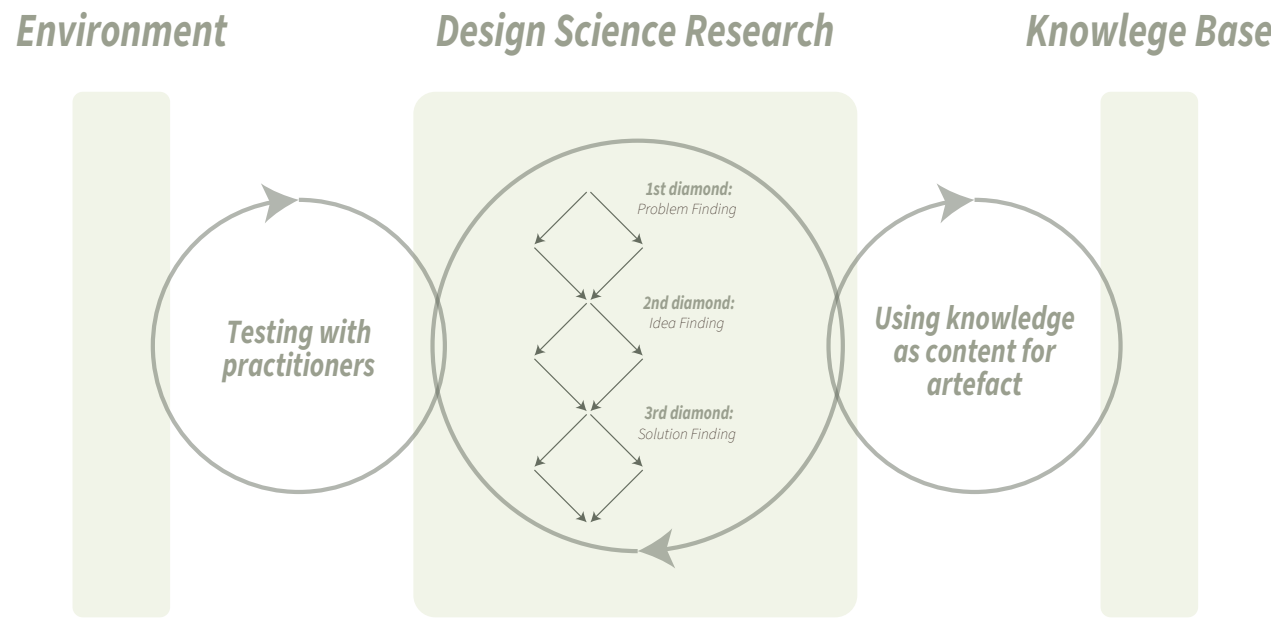 Environment
Design Science Research
Knowlege Base
1st diamond:
Problem Finding
2nd diamond:
Idea Finding
3rd diamond:
Solution Finding
Testing with
practitioners
Using knowledge
as content for
artefact